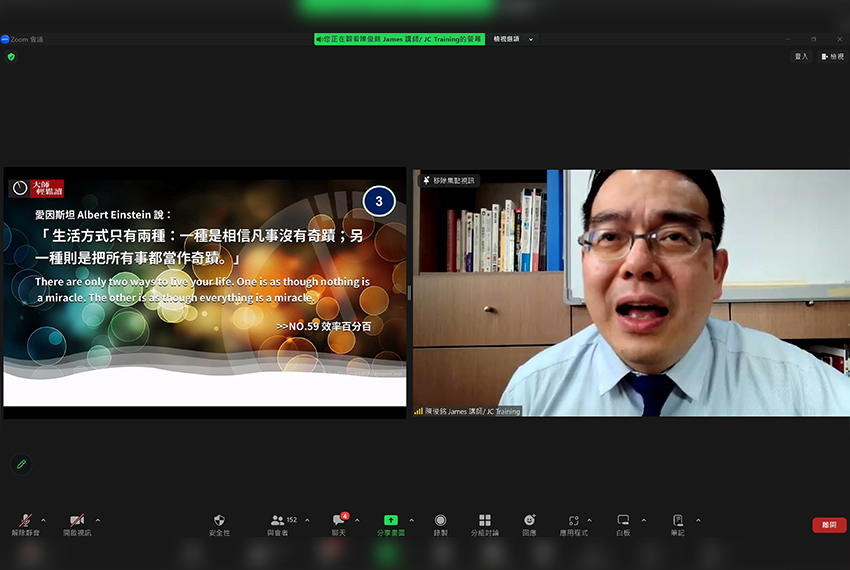 Zoom 會議
您正在觀看陳俊銘 James 講師/ JC Training的螢幕
檢視選項
登入
檢視
大師
輕鬆讀
3
愛因斯坦 Albert Einstein 說：
「 生活方式只有兩種：一種是相信凡事沒有奇蹟；另
一種則是把所有事都當作奇蹟。」
There are only two ways to live your life. One is as though nothing is
a miracle. The other is as though everything is a miracle.
>>NO.59 效率百分百
移除焦點視訊
陳俊銘 James 講師/ JC Training
解除靜音
開啟視訊
安全性
152
與會者
4
聊天
分享畫面
錄製
分組討論
回應
應用程式
白板
筆記
離開